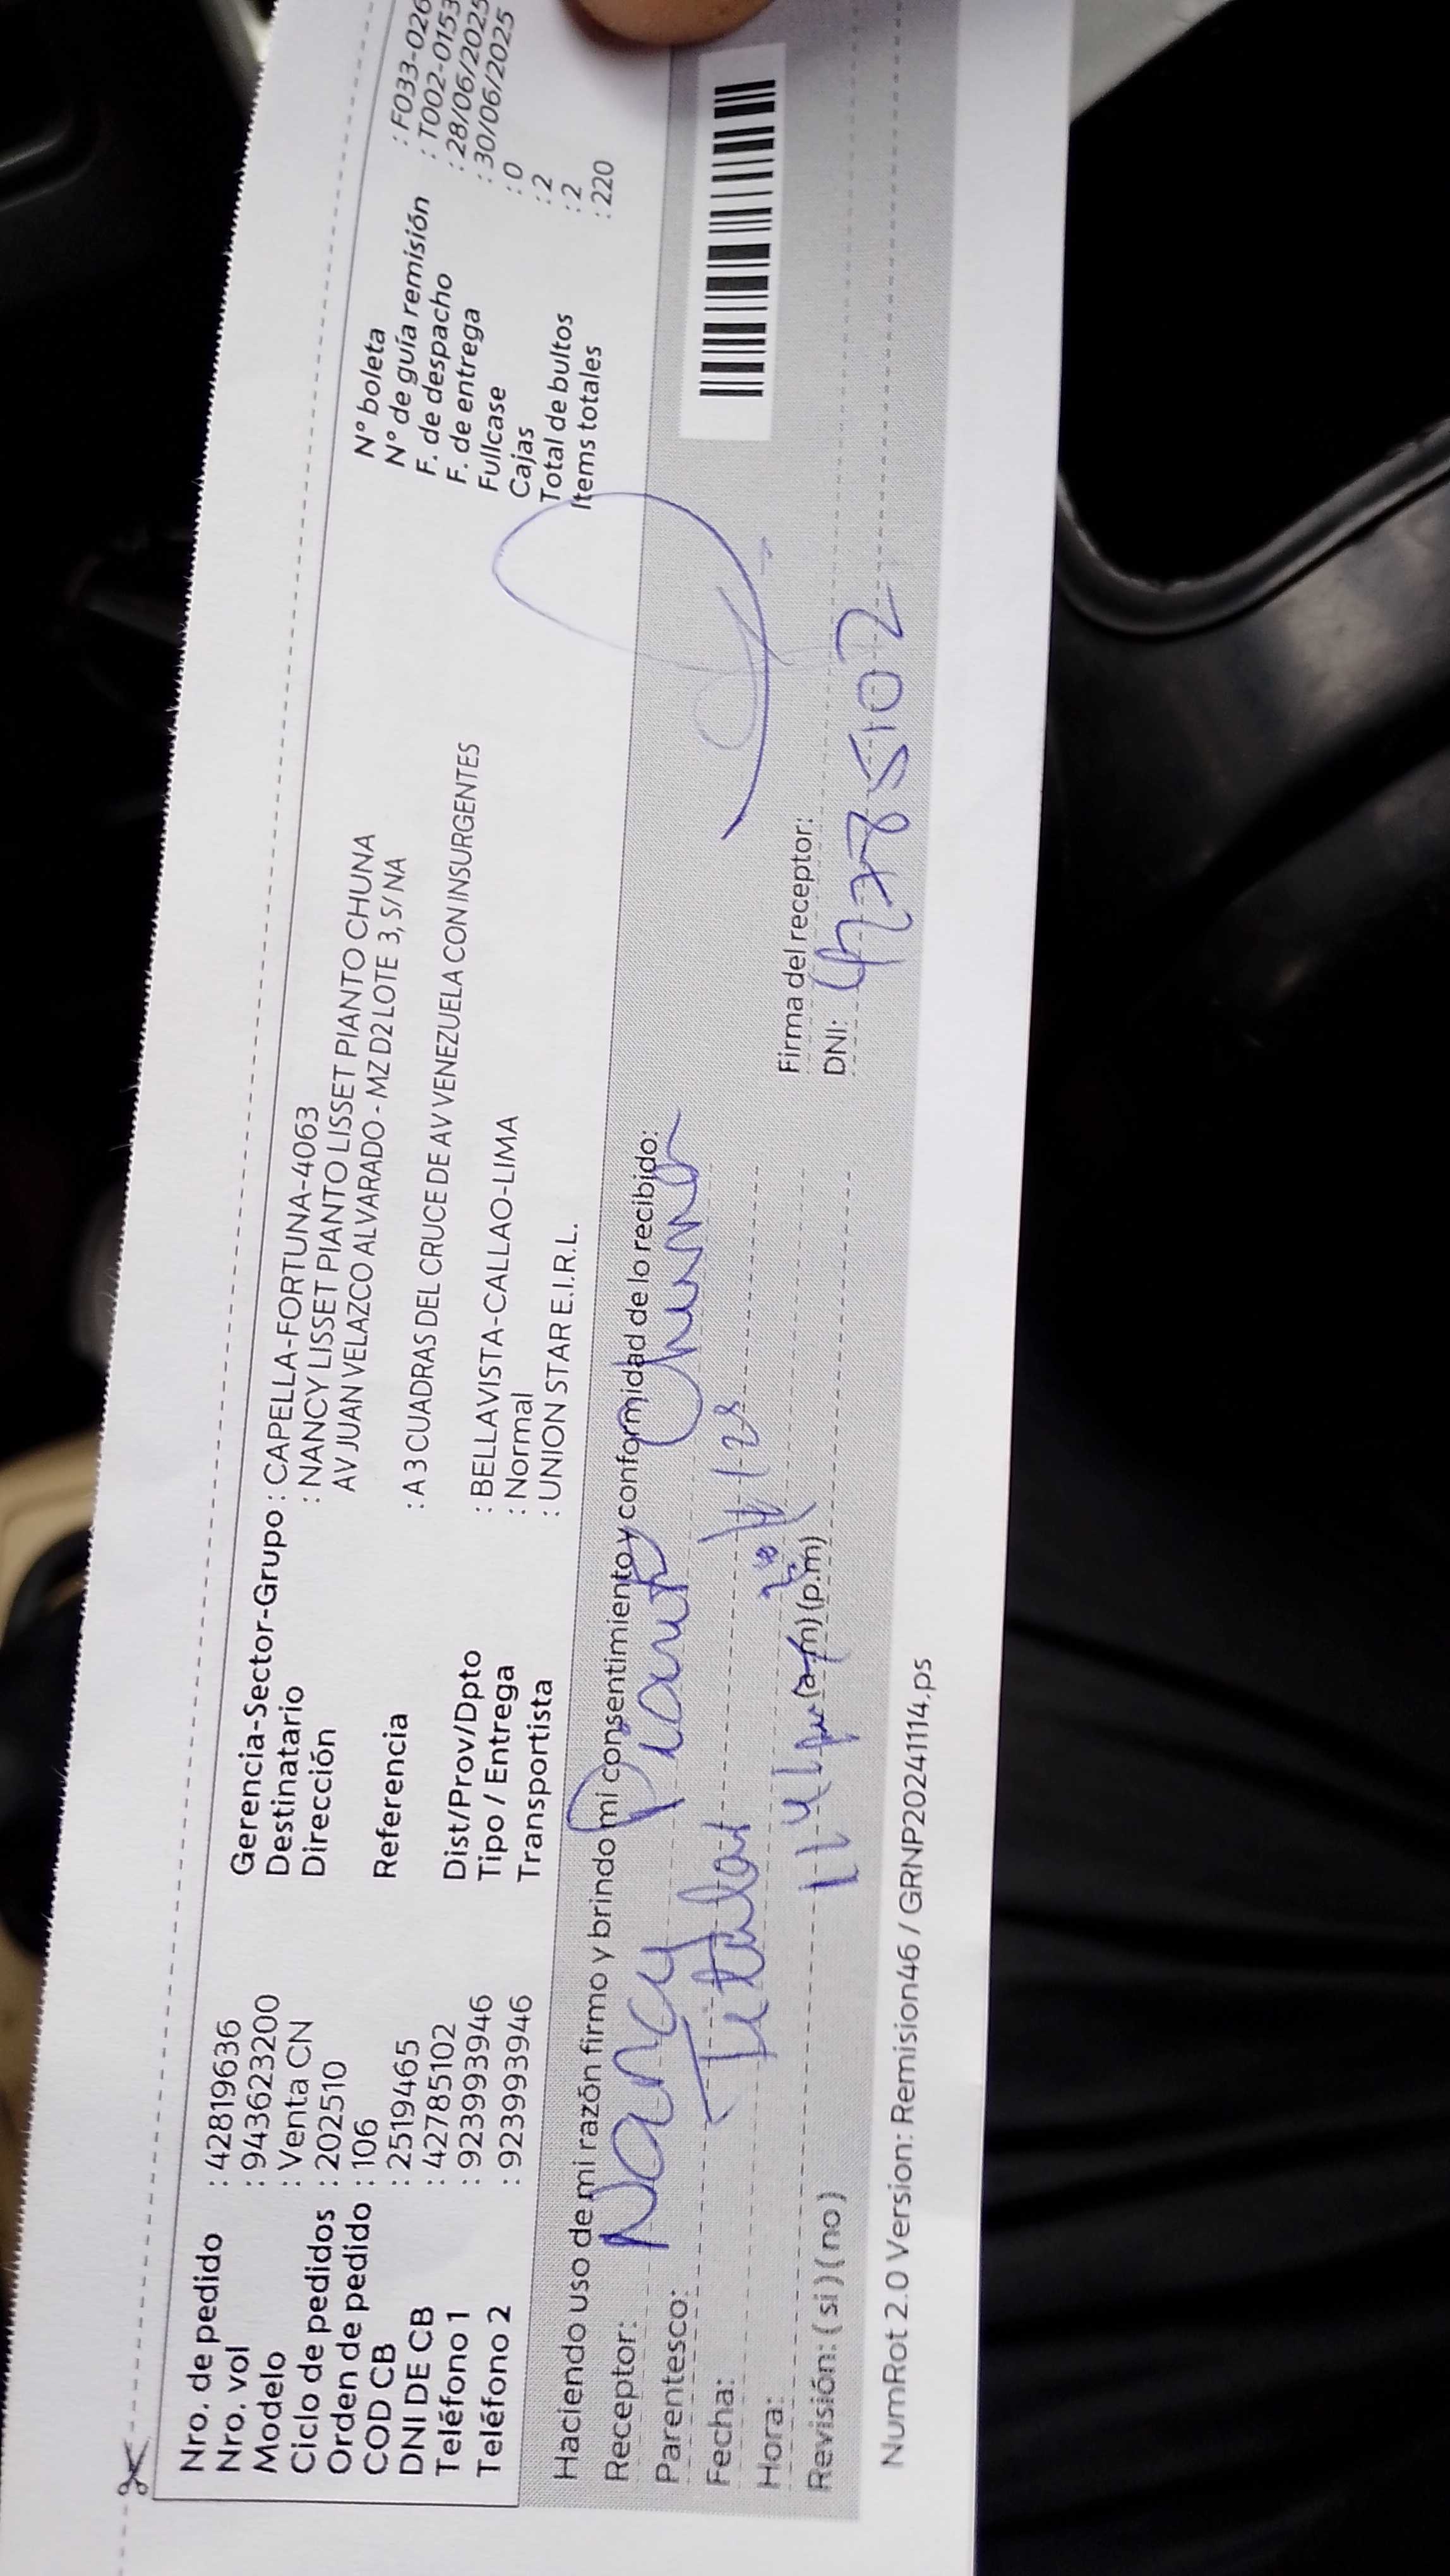 Nro. de pedido : 42819636
Nro. vol : 943623200
Modelo : Venta CN
Ciclo de pedidos : 202510
Orden de pedido : 106
COD CB : 2519465
DNI DE CB : 42785102
Teléfono 1 : 923993946
Teléfono 2 : 923993946
Gerencia-Sector-Grupo : CAPELLA-FORTUNA-4063
Destinatario : NANCY LISSET PIANTO LISSET PIANTO CHUNA
Dirección AV JUAN VELAZCO ALVARADO - MZ D2 LOTE 3, S/NA
Referencia : A 3 CUADRAS DEL CRUCE DE AV VENEZUELA CON INSURGENTES
Dist/Prov/Dpto : BELLAVISTA-CALLAO-LIMA
Tipo / Entrega : Normal
Transportista : UNION STAR E.I.R.L.
N° boleta : F033-026
N° de guía remisión : T002-0153
F. de despacho : 28/06/2025
F. de entrega : 30/06/2025
Fullcase : 0
Cajas : 2
Total de bultos : 2
Items totales : 220
Haciendo uso de mi razón firmo y brindo mi consentimiento y conformidad de lo recibido:
Receptor: Nancy Pianto Chuna
Parentesco: Titular
Fecha:
Hora: (a.m) (p.m)
Revisión: ( si ) ( no )
Firma del receptor:
DNI: 42785102
NumRot 2.0 Version: Remision46 / GRNP20241114.ps